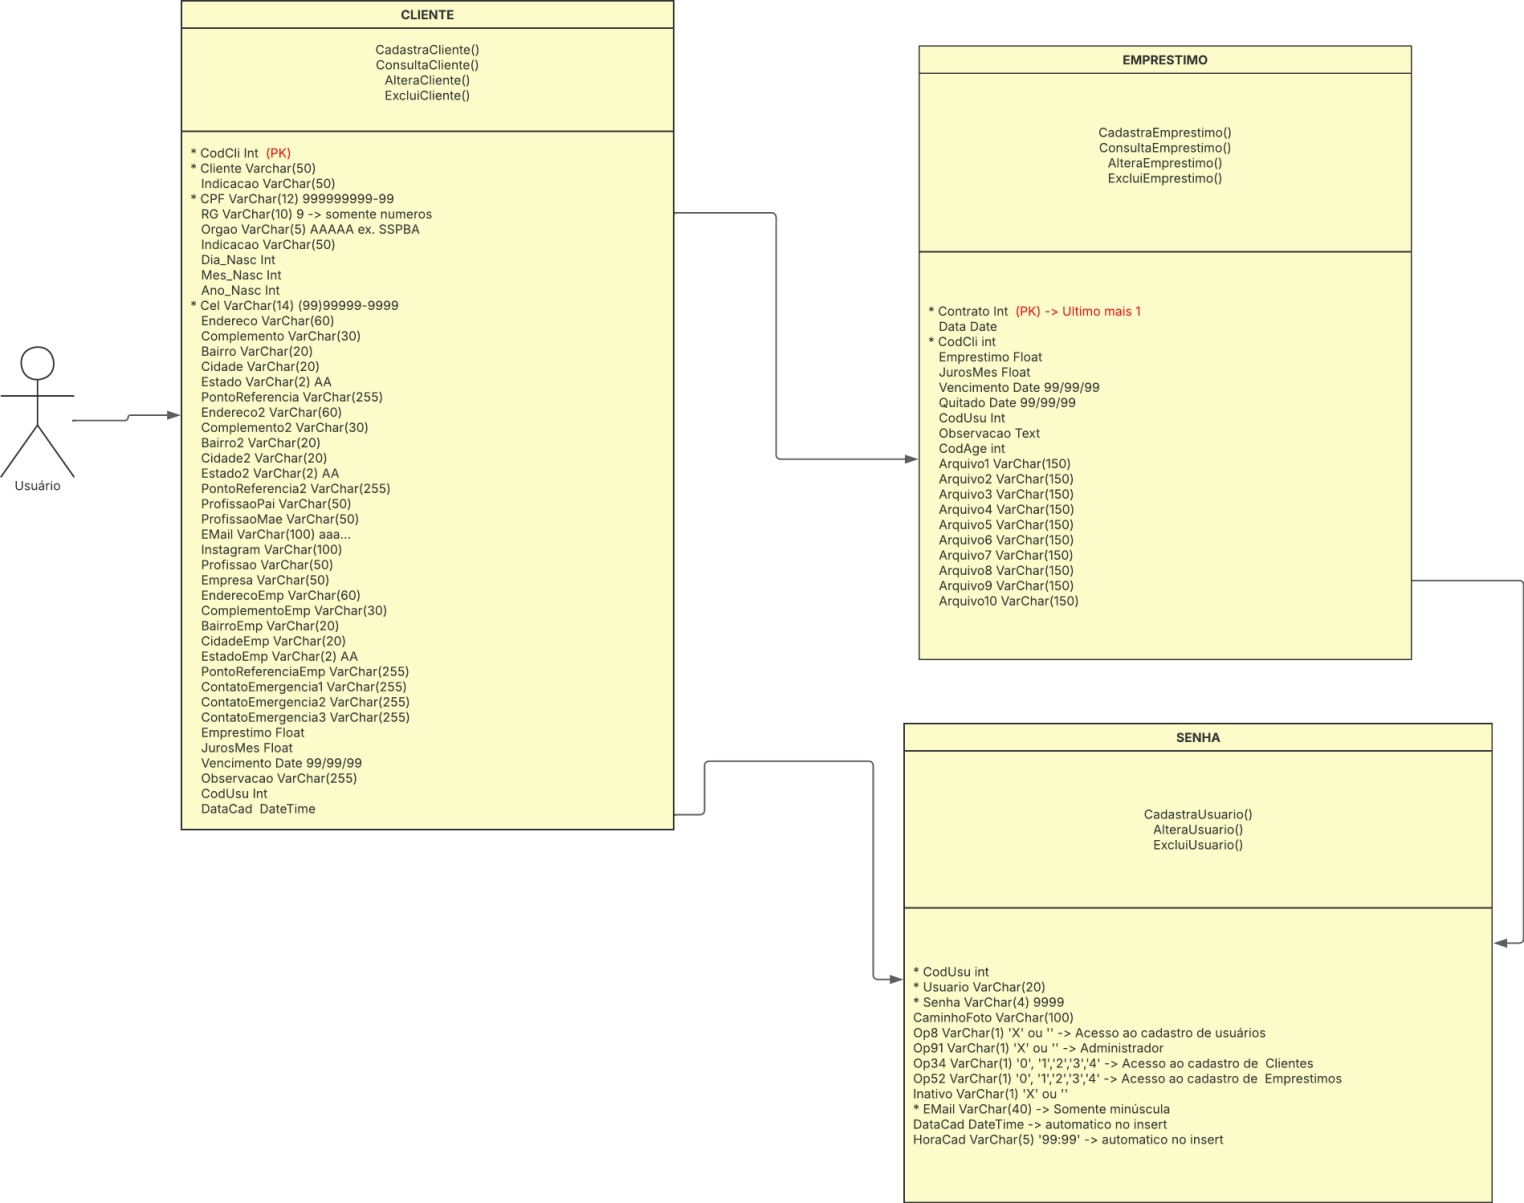 CLIENTE
CadastraCliente()
ConsultaCliente()
AlteraCliente()
ExcluiCliente()
* CodCli Int (PK)
* Cliente Varchar(50)
Indicacao VarChar(50)
* CPF VarChar(12) 999999999-99
RG VarChar(10) 9 -> somente numeros
Orgao VarChar(5) AAAAA ex. SSPBA
Indicacao VarChar(50)
Dia_Nasc Int
Mes_Nasc Int
Ano_Nasc Int
* Cel VarChar(14) (99)99999-9999
Endereco VarChar(60)
Complemento VarChar(30)
Bairro VarChar(20)
Cidade VarChar(20)
Estado VarChar(2) AA
PontoReferencia VarChar(255)
Endereco2 VarChar(60)
Complemento2 VarChar(30)
Bairro2 VarChar(20)
Cidade2 VarChar(20)
Estado2 VarChar(2) AA
PontoReferencia2 VarChar(255)
ProfissaoPai VarChar(50)
ProfissaoMae VarChar(50)
EMail VarChar(100) aaa...
Instagram VarChar(100)
Profissao VarChar(50)
Empresa VarChar(50)
EnderecoEmp VarChar(60)
ComplementoEmp VarChar(30)
BairroEmp VarChar(20)
CidadeEmp VarChar(20)
EstadoEmp VarChar(2) AA
PontoReferenciaEmp VarChar(255)
ContatoEmergencia1 VarChar(255)
ContatoEmergencia2 VarChar(255)
ContatoEmergencia3 VarChar(255)
Emprestimo Float
JurosMes Float
Vencimento Date 99/99/99
Observacao VarChar(255)
CodUsu Int
DataCad DateTime
Usuário
EMPRESTIMO
CadastraEmprestimo()
ConsultaEmprestimo()
AlteraEmprestimo()
ExcluiEmprestimo()
* Contrato Int (PK) -> Ultimo mais 1
Data Date
* CodCli int
Emprestimo Float
JurosMes Float
Vencimento Date 99/99/99
Quitado Date 99/99/99
CodUsu Int
Observacao Text
CodAge int
Arquivo1 VarChar(150)
Arquivo2 VarChar(150)
Arquivo3 VarChar(150)
Arquivo4 VarChar(150)
Arquivo5 VarChar(150)
Arquivo6 VarChar(150)
Arquivo7 VarChar(150)
Arquivo8 VarChar(150)
Arquivo9 VarChar(150)
Arquivo10 VarChar(150)
SENHA
CadastraUsuario()
AlteraUsuario()
ExcluiUsuario()
* CodUsu int
* Usuario VarChar(20)
* Senha VarChar(4) 9999
CaminhoFoto VarChar(100)
Op8 VarChar(1) 'X' ou '' -> Acesso ao cadastro de usuários
Op91 VarChar(1) 'X' ou '' -> Administrador
Op34 VarChar(1) '0', '1','2','3','4' -> Acesso ao cadastro de Clientes
Op52 VarChar(1) '0', '1','2','3','4' -> Acesso ao cadastro de Emprestimos
Inativo VarChar(1) 'X' ou ''
* EMail VarChar(40) -> Somente minúscula
DataCad DateTime -> automatico no insert
HoraCad VarChar(5) '99:99' -> automatico no insert